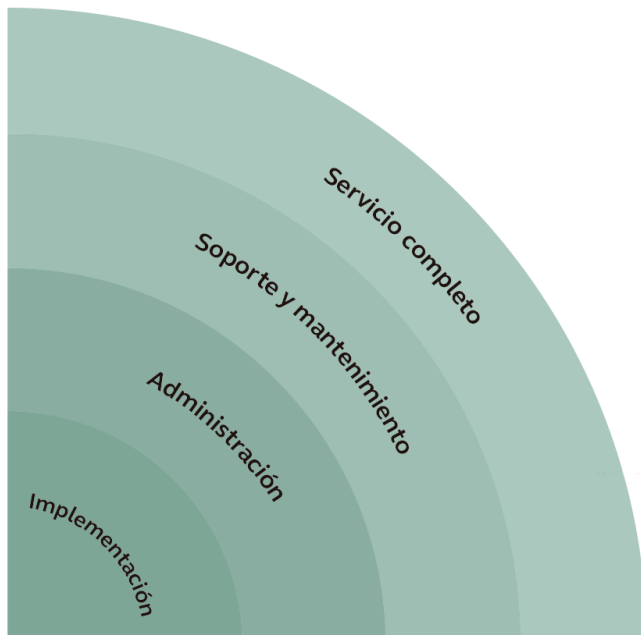 Servicio completo
Soporte y mantenimiento
Administración
Implementación